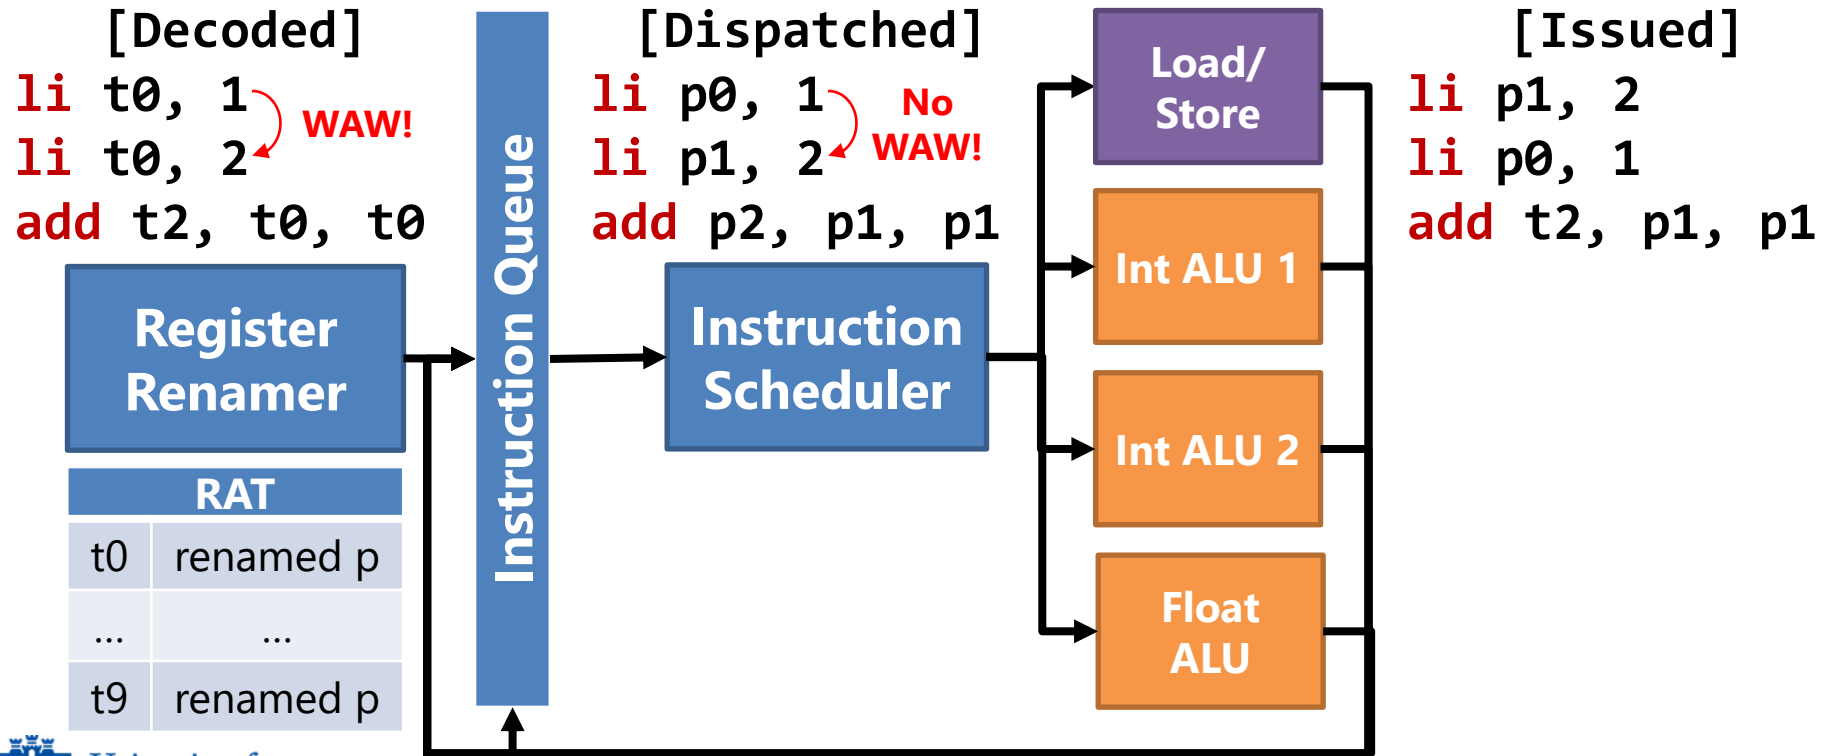 [Decoded]
li t0, 1
li t0, 2
add t2, t0, t0
WAW!
Register
Renamer
RAT
t0 renamed p
... ...
t9 renamed p
Instruction Queue
[Dispatched]
li p0, 1
li p1, 2
add p2, p1, p1
No
WAW!
Instruction
Scheduler
Load/
Store
Int ALU 1
Int ALU 2
Float
ALU
[Issued]
li p1, 2
li p0, 1
add t2, p1, p1